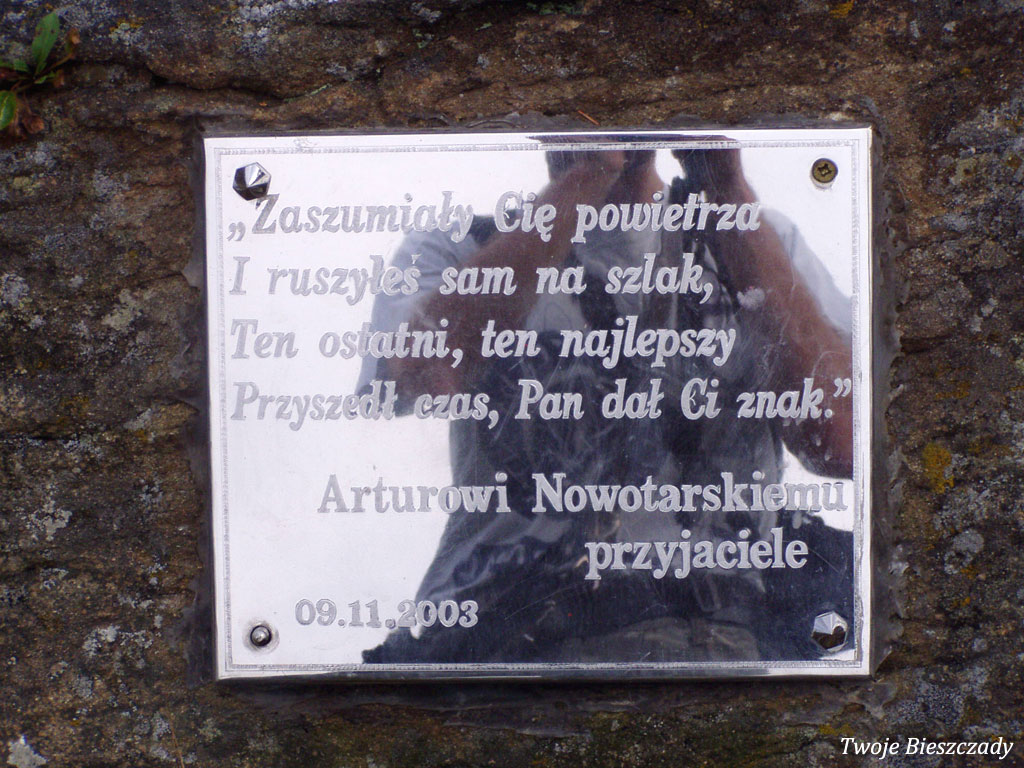 „Zaszumiały Cię powietrza
I ruszyłeś sam na szlak,
Ten ostatni, ten najlepszy
Przyszedł czas, Pan dał Ci znak.”
Arturowi Nowotarskiemu
przyjaciele
09.11.2003
Twoje Bieszczady